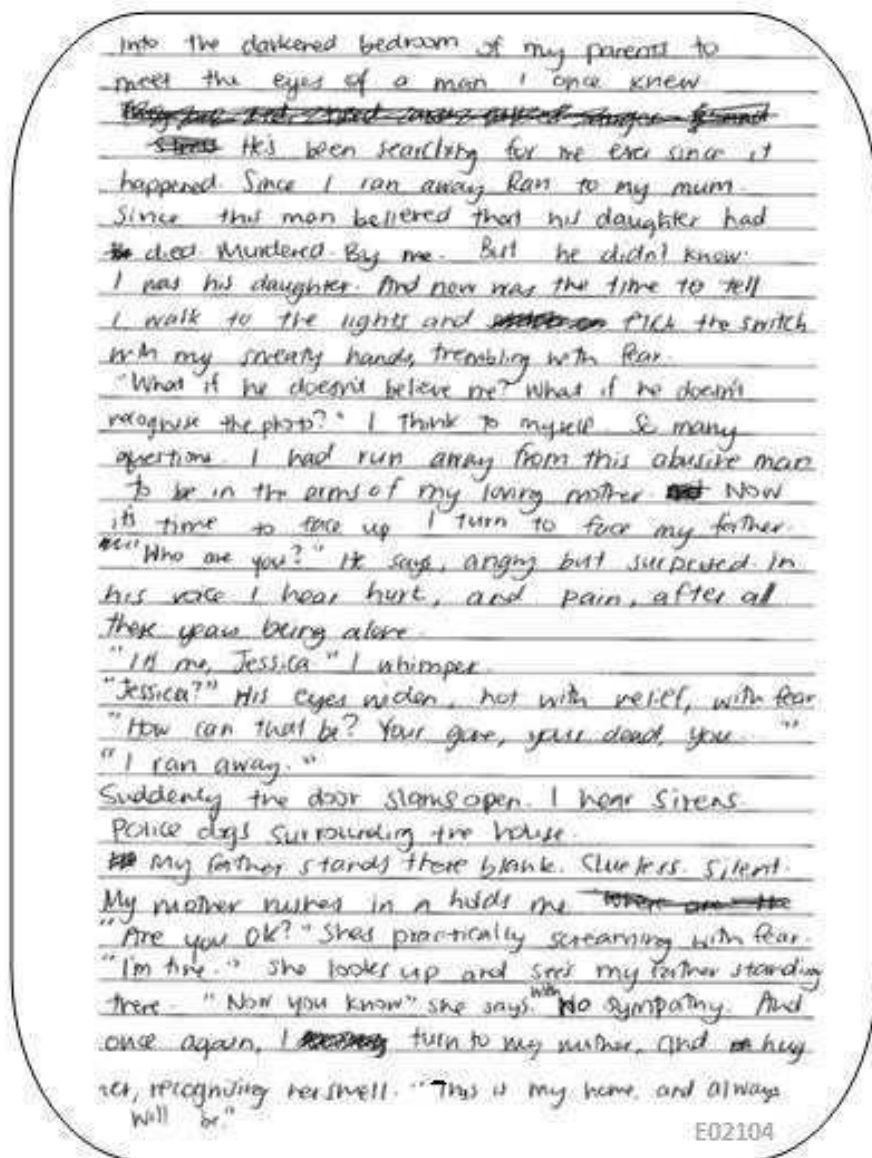 into the darkened bedroom of my parents to
meet the eyes of a man I once knew
He's been searching for me ever since it
happened. Since I ran away Ran to my mum.
Since this man believed that his daughter had
died. Murdered. By me. But he didn't know.
I was his daughter. And now was the time to tell
I walk to the lights and flick the switch
with my sweaty hands, trembling with fear.
"What if he doesn't believe me? What if he doesn't
recognise the photo?" I think to myself. So many
questions. I had run away from this abusive man
to be in the arms of my loving mother. Now
its time to face up I turn to face my father.
"Who are you?" He says, angry but surprised. In
his voice I hear hurt, and pain, after all
these years being alone.
"It's me, Jessica" I whimper.
"Jessica?" His eyes widen, not with relief, with fear
"How can that be? Your gone, your dead, you.. "
"I ran away."
Suddenly the door slams open. I hear sirens.
Police dogs surrounding the house.
My father stands there blank. Clueless. Silent.
My mother rushes in n holds me
"Are you ok?" Shes practically screaming with fear.
"I'm fine." She looks up and sees my father standing
there. "Now you know" she says. with No sympathy. And
once again, I turn to my mother, and hug
her, recognising her smell. "This is my home, and always
will be."
E02104